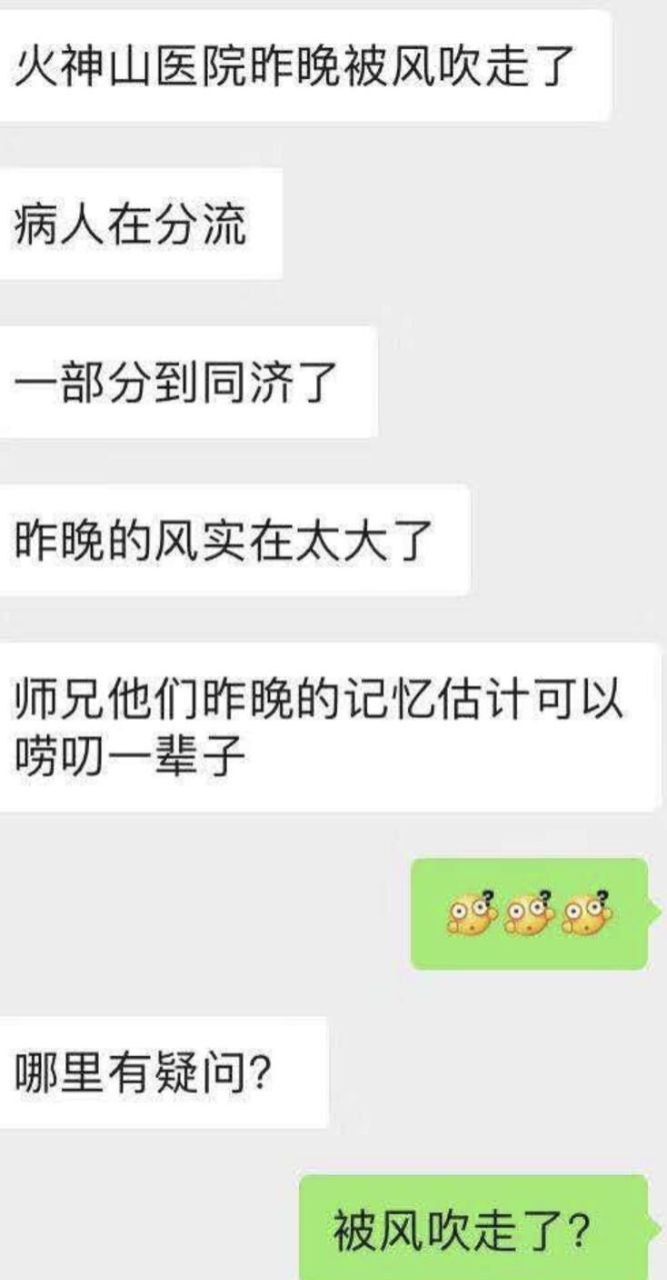 火神山医院昨晚被风吹走了
病人在分流
一部分到同济了
昨晚的风实在太大了
师兄他们昨晚的记忆估计可以
唠叨一辈子
哪里有疑问？
被风吹走了？